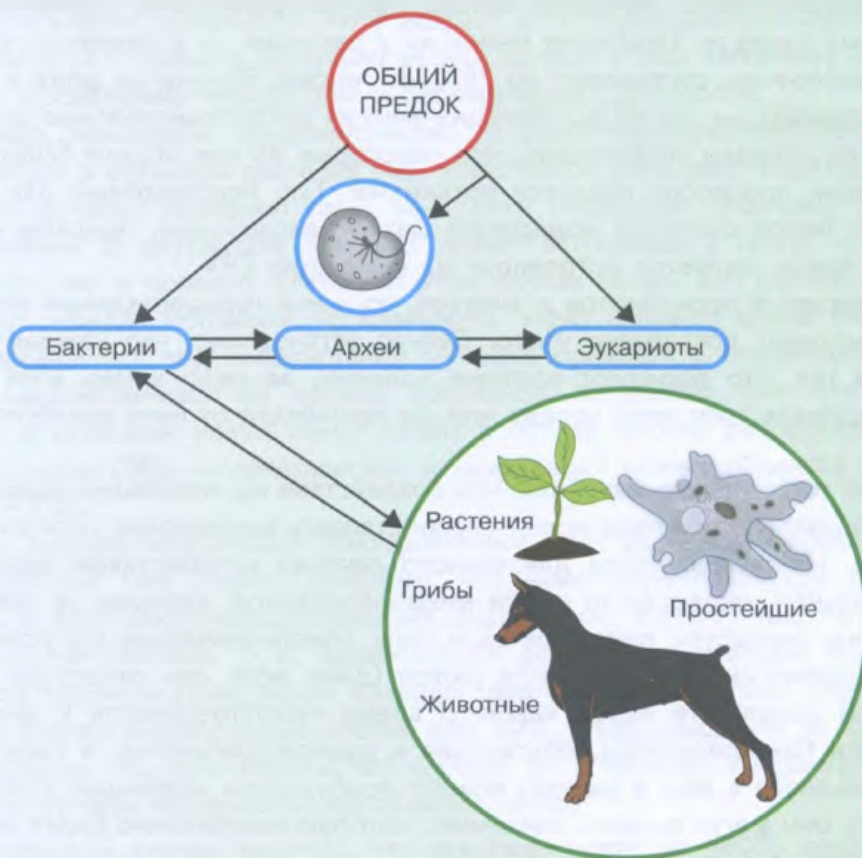 ОБЩИЙ
ПРЕДОК
Бактерии
Археи
Эукариоты
Растения
Грибы
Простейшие
Животные